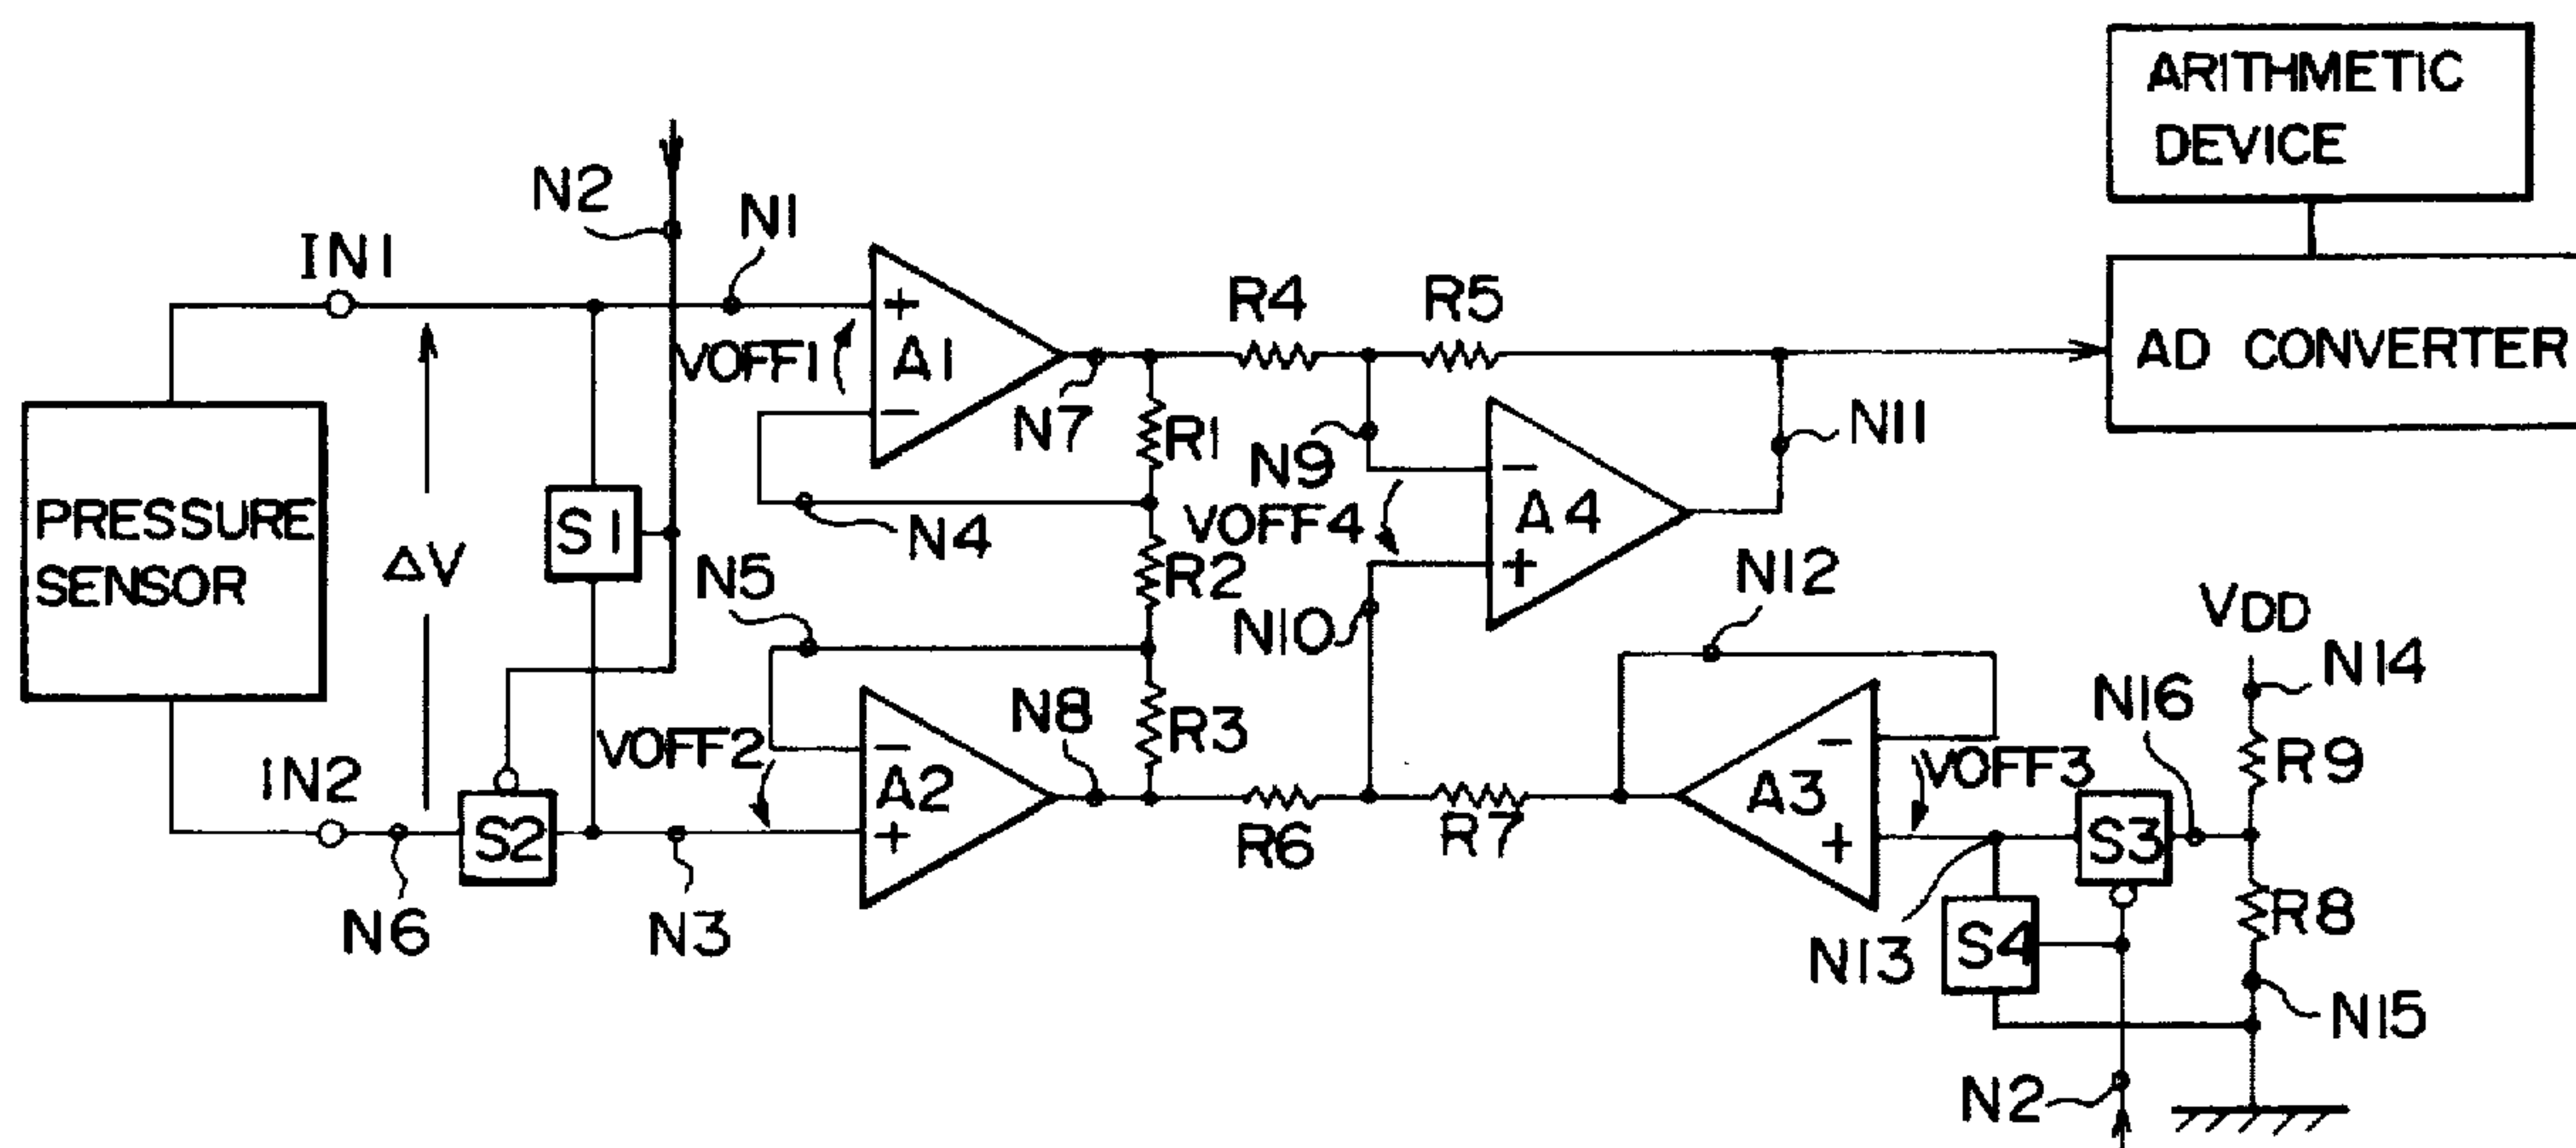 ARITHMETIC
DEVICE
AD CONVERTER
N2
N1
IN1
VOFF1
+
A1
−
N7
R4
R5
R1
N9
N11
−
A4
+
VOFF4
PRESSURE
SENSOR
ΔV
S1
N4
R2
N5
N10
N12
VDD
N14
N16
R9
VOFF2
−
A2
+
N8
R3
IN2
S2
N6
N3
R6
R7
−
A3
+
VOFF3
S3
R8
S4
N13
N15
N2